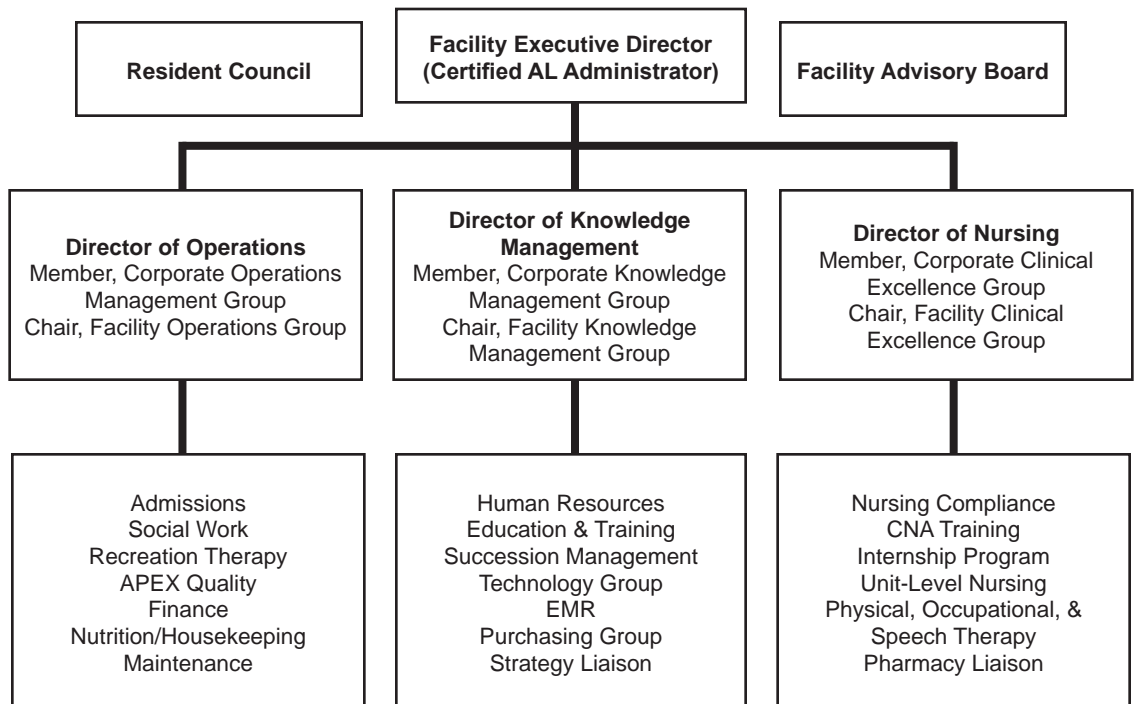 Resident Council
Facility Executive Director
(Certified AL Administrator)
Facility Advisory Board
Director of Operations
Member, Corporate Operations
Management Group
Chair, Facility Operations Group
Director of Knowledge
Management
Member, Corporate Knowledge
Management Group
Chair, Facility Knowledge
Management Group
Director of Nursing
Member, Corporate Clinical
Excellence Group
Chair, Facility Clinical
Excellence Group
Admissions
Social Work
Recreation Therapy
APEX Quality
Finance
Nutrition/Housekeeping
Maintenance
Human Resources
Education & Training
Succession Management
Technology Group
EMR
Purchasing Group
Strategy Liaison
Nursing Compliance
CNA Training
Internship Program
Unit-Level Nursing
Physical, Occupational, &
Speech Therapy
Pharmacy Liaison